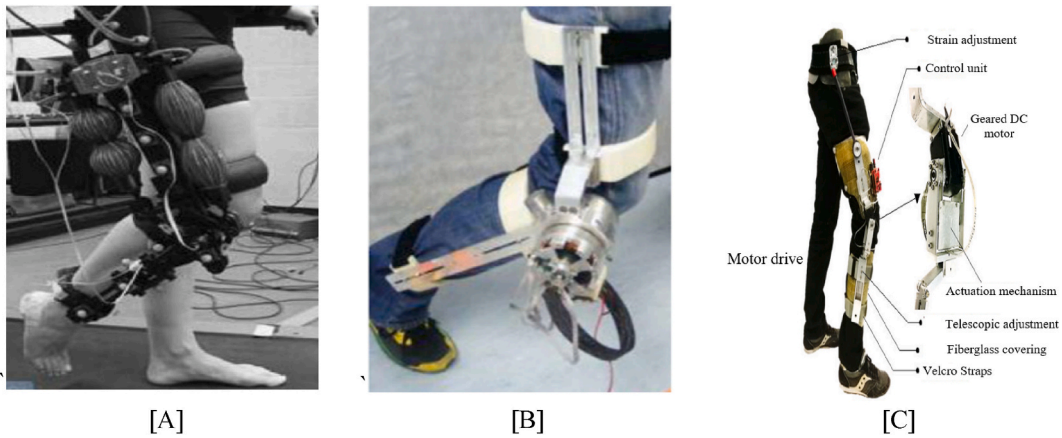 Strain adjustment
Control unit
Geared DC
motor
Motor drive
Actuation mechanism
Telescopic adjustment
Fiberglass covering
Velcro Straps
[A]
[B]
[C]